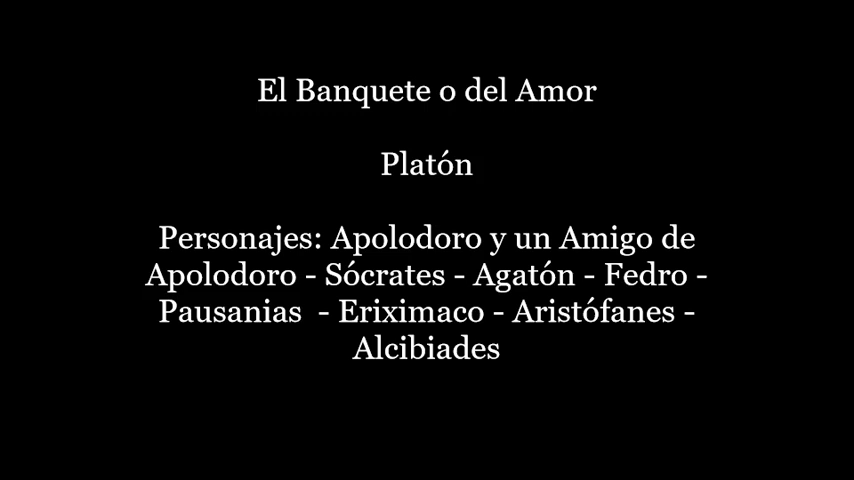 El Banquete o del Amor
Platón
Personajes: Apolodoro y un Amigo de
Apolodoro - Sócrates - Agatón - Fedro -
Pausanias - Eriximaco - Aristófanes -
Alcibiades